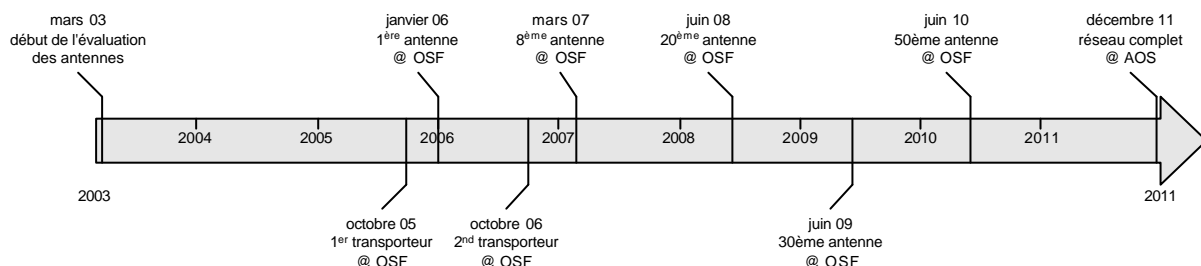 mars 03
début de l'évaluation
des antennes
janvier 06
1ère antenne
@ OSF
mars 07
8ème antenne
@ OSF
juin 08
20ème antenne
@ OSF
juin 10
50ème antenne
@ OSF
décembre 11
réseau complet
@ AOS
2004
2005
2006
2007
2008
2009
2010
2011
2003
2011
octobre 05
1er transporteur
@ OSF
octobre 06
2nd transporteur
@ OSF
juin 09
30ème antenne
@ OSF